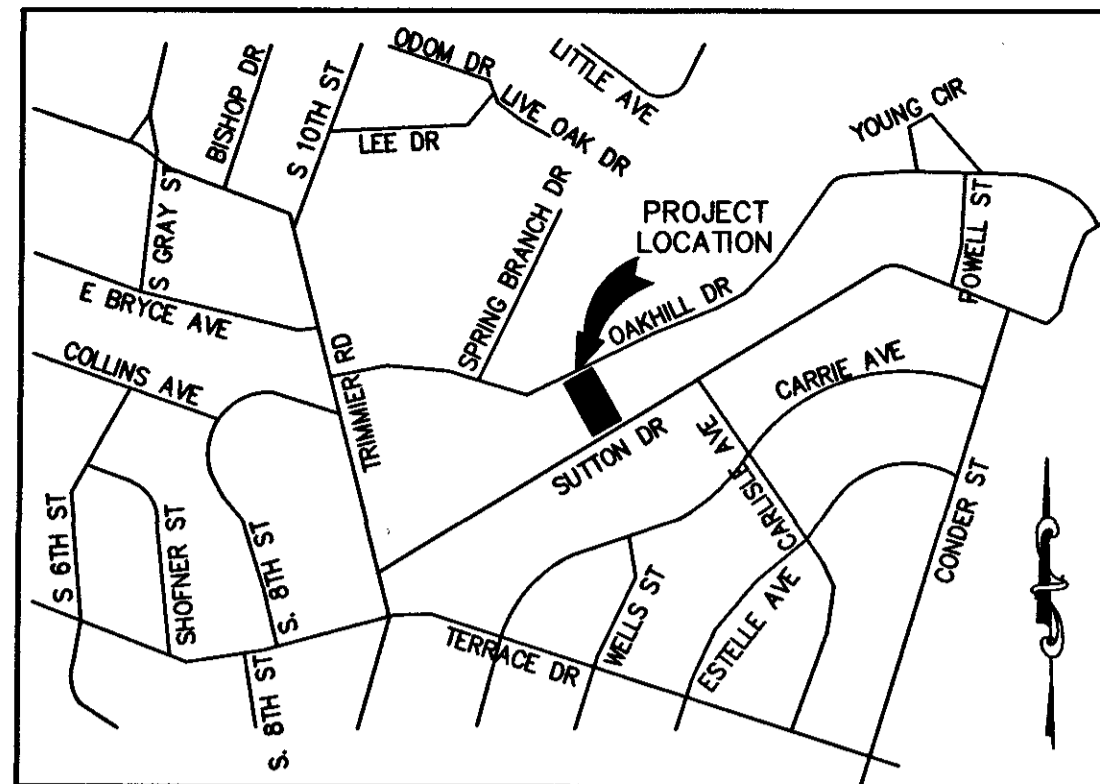 ODOM DR
LITTLE AVE
BISHOP DR
S 10TH ST
LIVE OAK DR
LEE DR
YOUNG CIR
S GRAY ST
SPRING BRANCH DR
PROJECT
LOCATION
POWELL ST
E BRYCE AVE
OAKHILL DR
COLLINS AVE
TRIMMIER RD
CARRIE AVE
SUTTON DR
CARLISLE AVE
S 6TH ST
SHOFNER ST
S. 8TH ST
CONDER ST
WELLS ST
ESTELLE AVE
TERRACE DR
S. 8TH ST